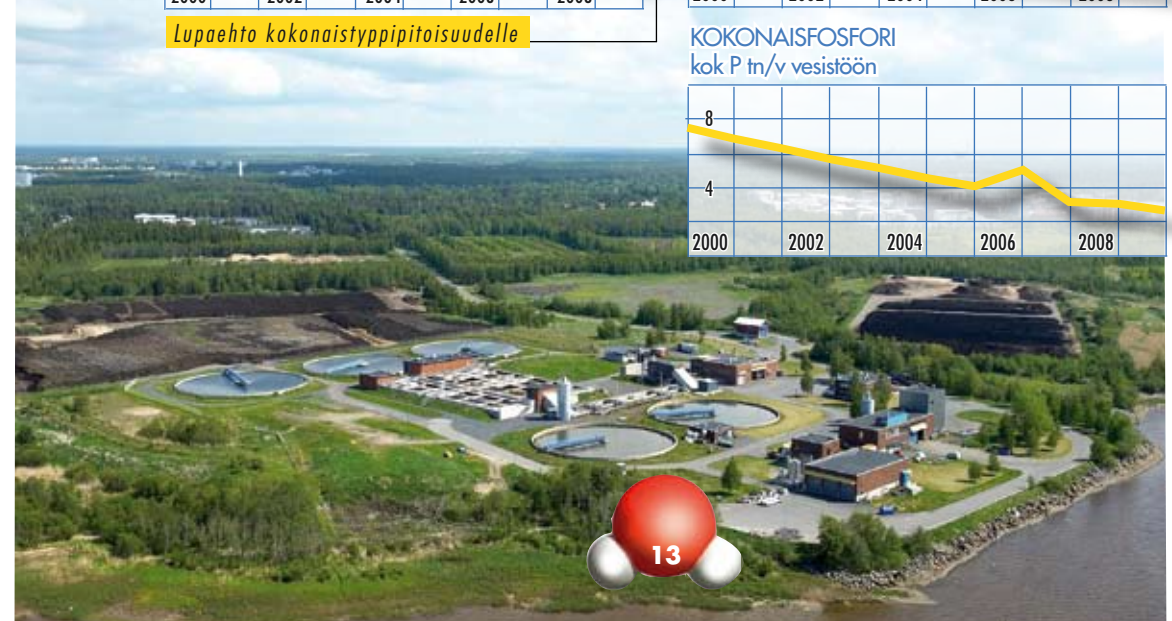 Lupaehto kokonaistyppipitoisuudelle
KOKONAISFOSFORI
kok P tn/v vesistöön
8
4
2000 2002 2004 2006 2008
13